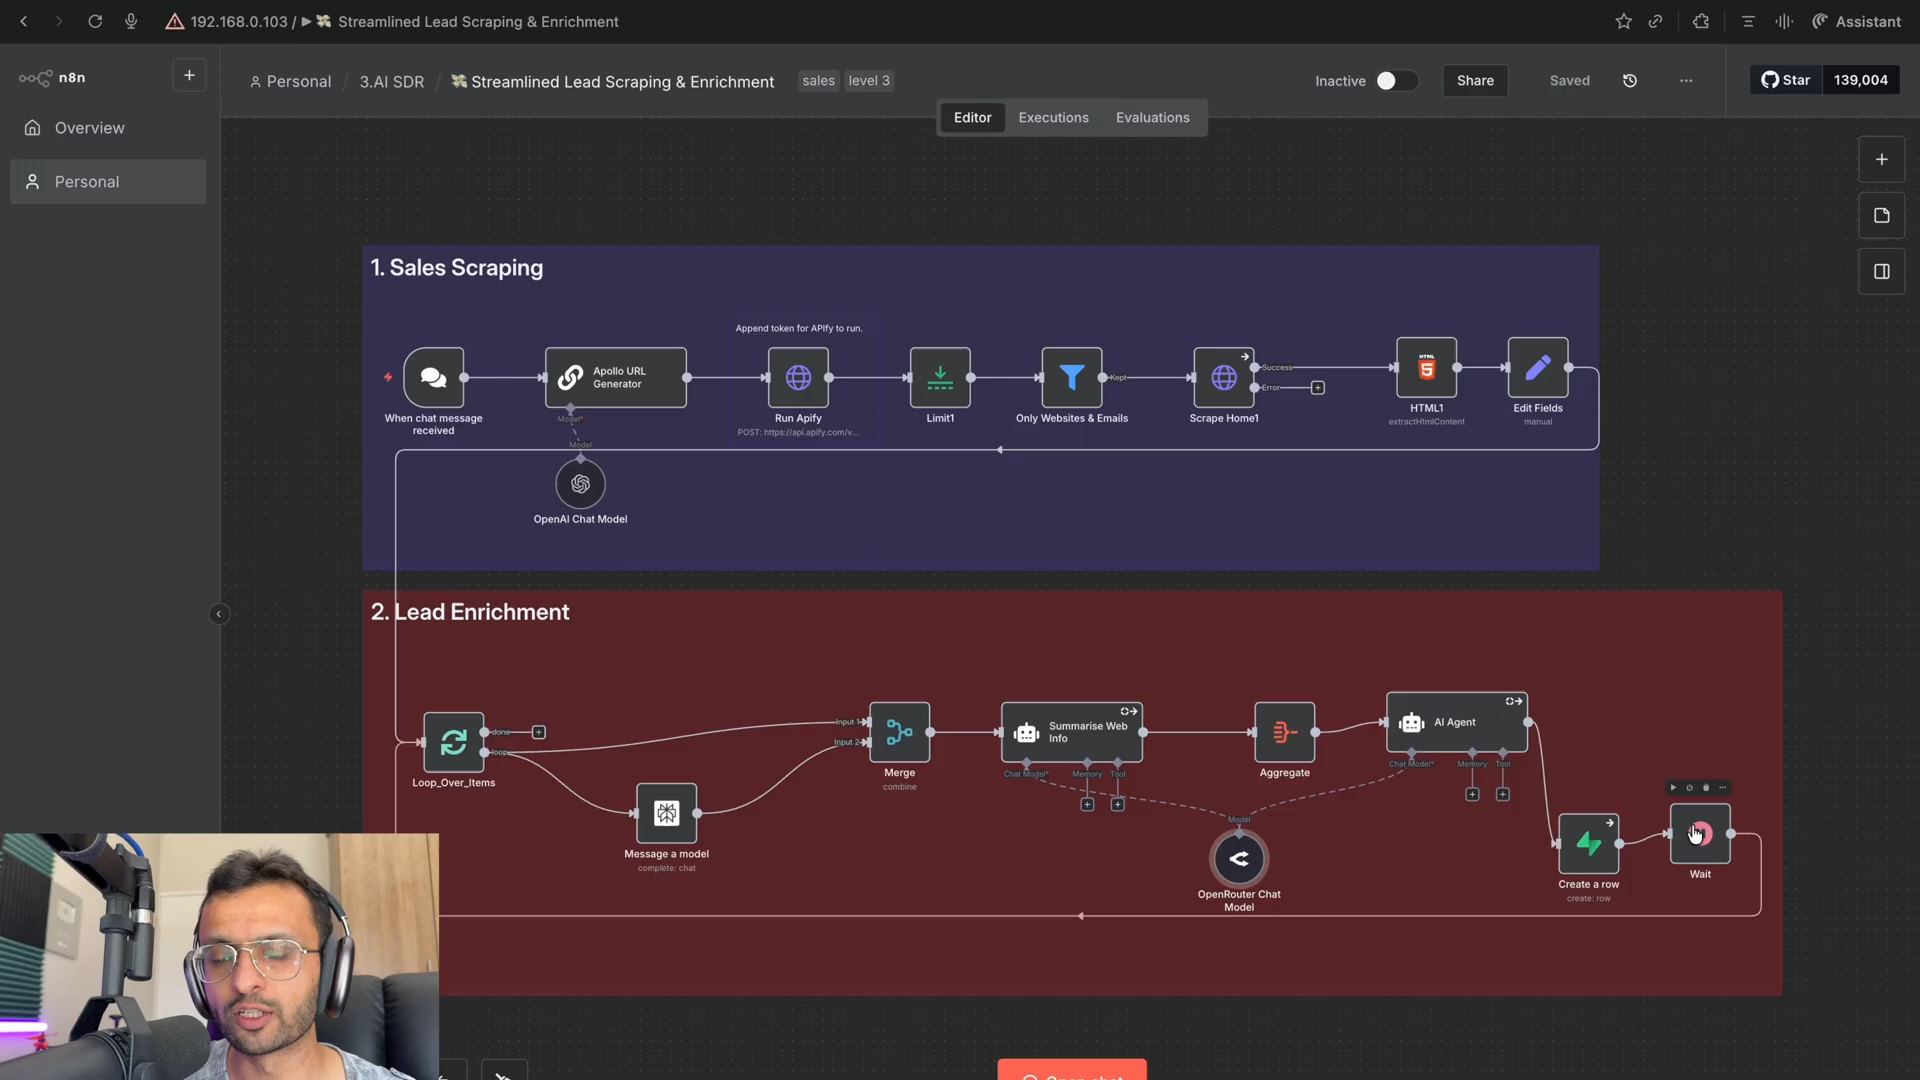 192.168.0.103 / ▶💸 Streamlined Lead Scraping & Enrichment
Assistant
n8n
Personal / 3.AI SDR / 💸Streamlined Lead Scraping & Enrichment
sales
level 3
Inactive
Share
Saved
Star
139,004
Editor
Executions
Evaluations
Overview
Personal
1. Sales Scraping
Append token for APIfy to run.
When chat message
received
Apollo URL
Generator
Model*
Model
OpenAI Chat Model
Run Apify
POST: https://api.apify.com/v...
Limit1
Only Websites & Emails
Kept
Scrape Home1
Success
Error
HTML
HTML1
extractHtmlContent
Edit Fields
manual
2. Lead Enrichment
Loop_Over_Items
done
loop
Message a model
complete: chat
Input 1
Input 2
Merge
combine
Summarise Web
Info
Chat Model*
Memory
Tool
Aggregate
AI Agent
Chat Model*
Memory
Tool
Model
OpenRouter Chat
Model
Create a row
create: row
Wait
Open chat